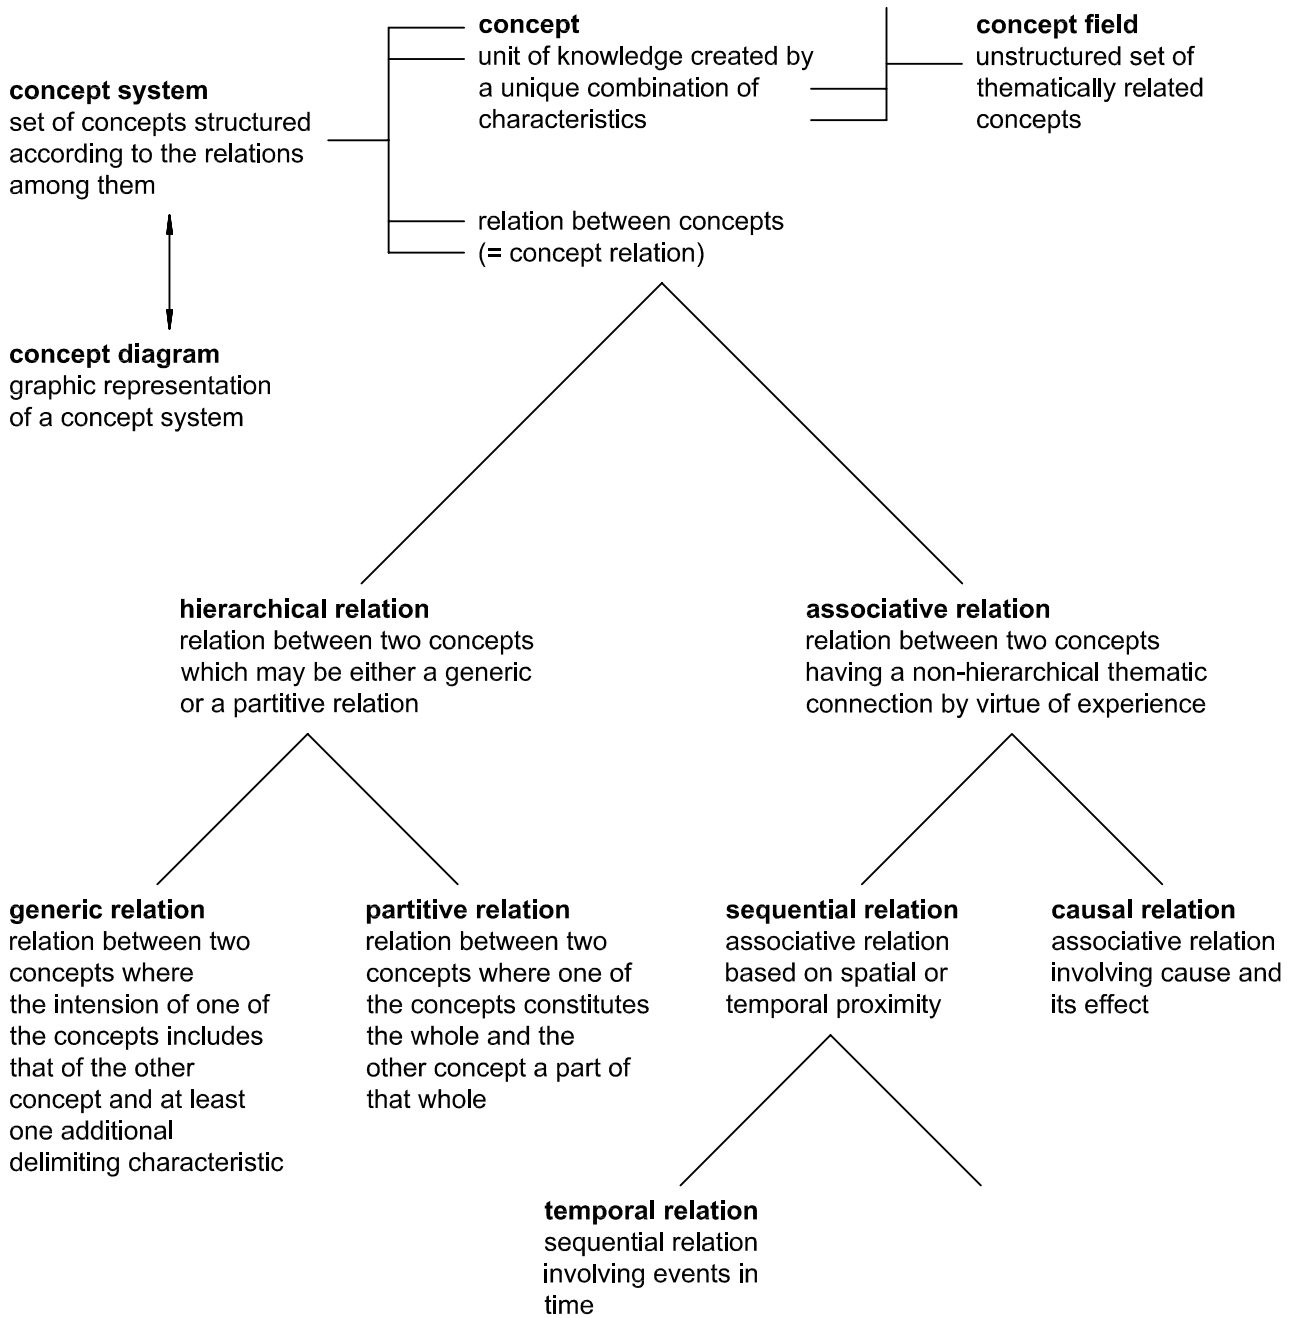 concept system
set of concepts structured
according to the relations
among them
concept
unit of knowledge created by
a unique combination of
characteristics
concept field
unstructured set of
thematically related
concepts
relation between concepts
(= concept relation)
concept diagram
graphic representation
of a concept system
hierarchical relation
relation between two concepts
which may be either a generic
or a partitive relation
associative relation
relation between two concepts
having a non-hierarchical thematic
connection by virtue of experience
generic relation
relation between two
concepts where
the intension of one of
the concepts includes
that of the other
concept and at least
one additional
delimiting characteristic
partitive relation
relation between two
concepts where one of
the concepts constitutes
the whole and the
other concept a part of
that whole
sequential relation
associative relation
based on spatial or
temporal proximity
causal relation
associative relation
involving cause and
its effect
temporal relation
sequential relation
involving events in
time